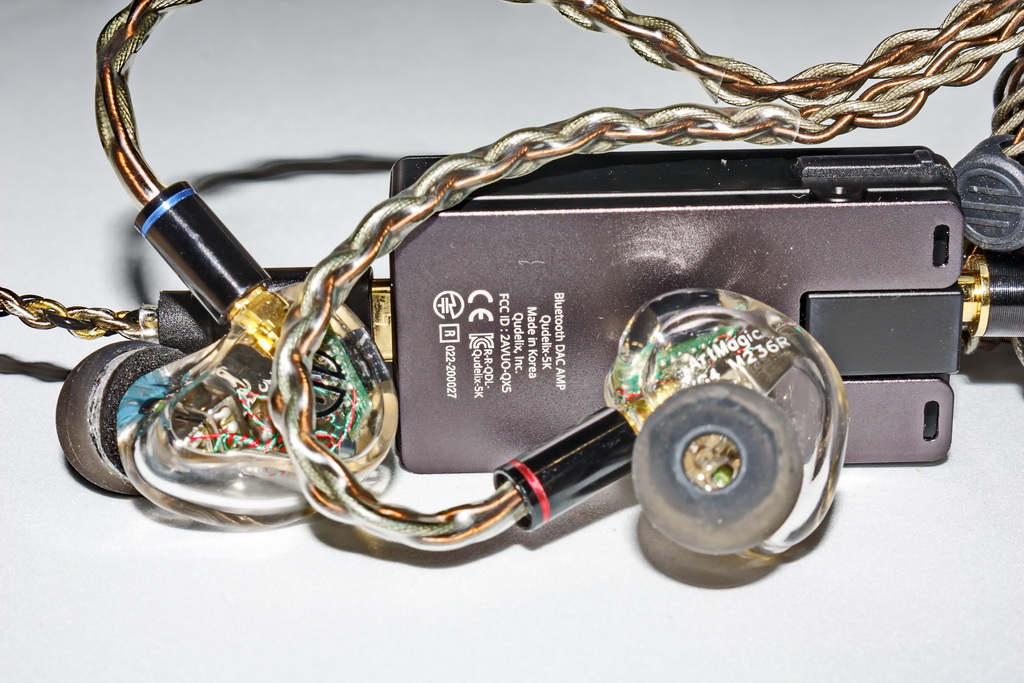 Bluetooth DAC AMP
Qudelix-5K
Made in Korea
Qudelix, Inc.
FCC ID : 2AVUO-QX5
CE
R-R-QDL-
Qudelix-5K
R 022-200027
ArtMagic
M236R